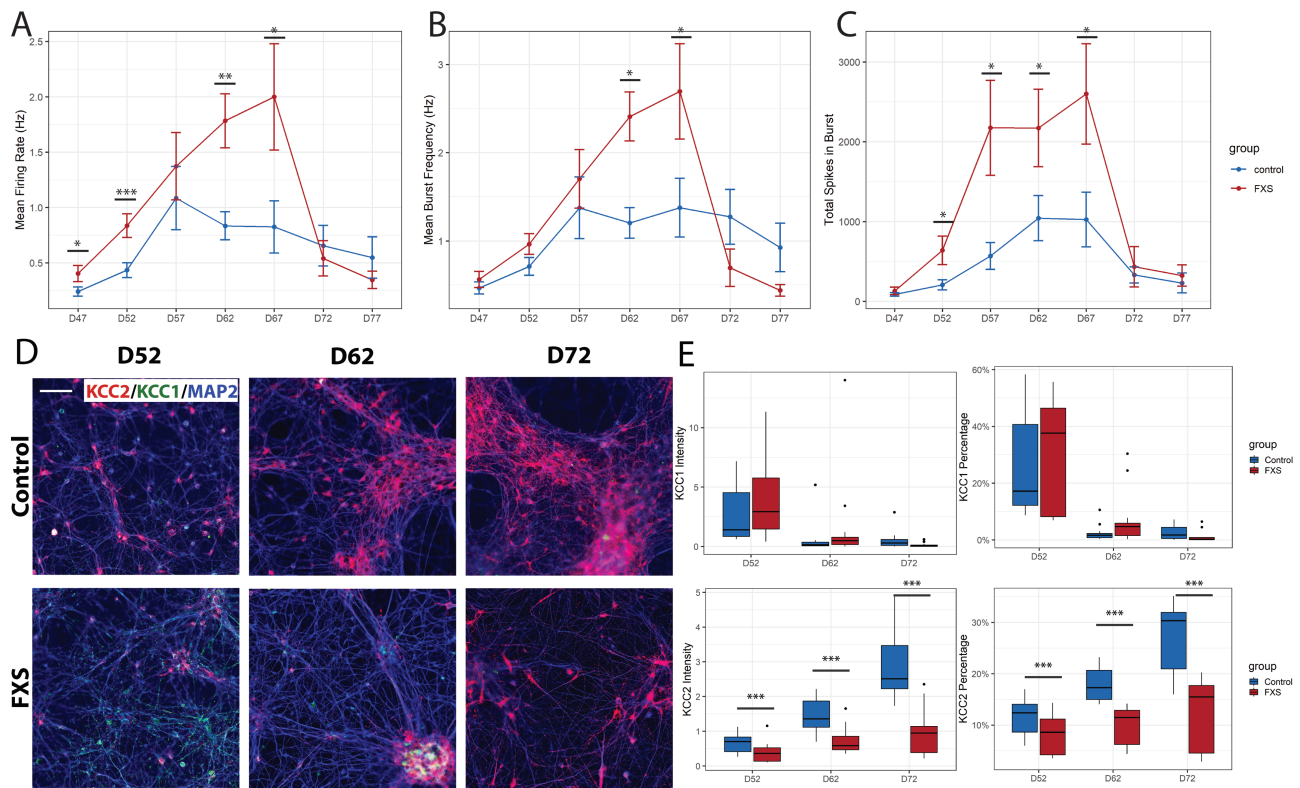 A
Mean Firing Rate (Hz)
2.5
2.0
1.5
1.0
0.5
*
***
**
*
D47 D52 D57 D62 D67 D72 D77
B
Mean Burst Frequency (Hz)
3
2
1
*
*
D47 D52 D57 D62 D67 D72 D77
C
Total Spikes in Burst
3000
2000
1000
0
*
*
*
*
D47 D52 D57 D62 D67 D72 D77
group
control
FXS
D
D52 D62 D72
Control
KCC2/KCC1/MAP2
FXS
E
KCC1 Intensity
10
5
0
D52 D62 D72
KCC1 Percentage
60%
40%
20%
0%
D52 D62 D72
group
Control
FXS
KCC2 Intensity
5
4
3
2
1
0
***
***
***
D52 D62 D72
KCC2 Percentage
30%
20%
10%
***
***
***
D52 D62 D72
group
Control
FXS